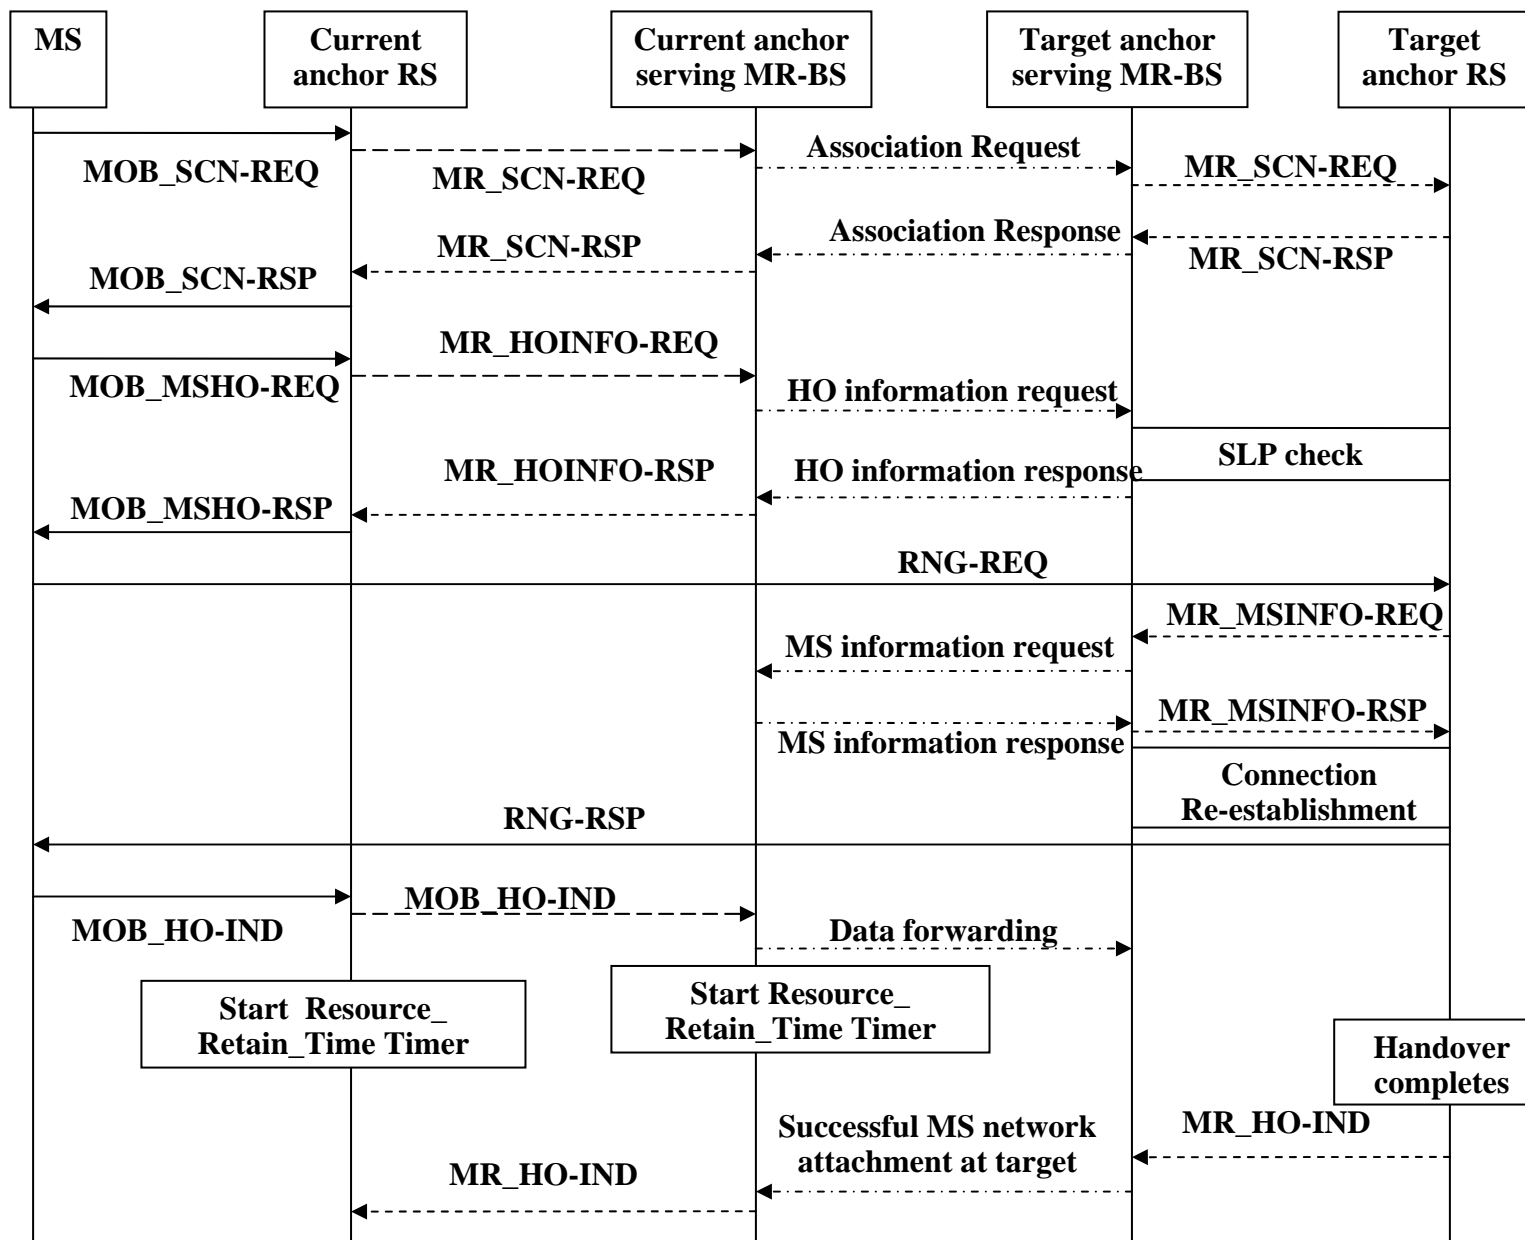 MS
Current
anchor RS
Current anchor
serving MR-BS
Target anchor
serving MR-BS
Target
anchor RS
MOB_SCN-REQ
MR_SCN-REQ
Association Request
MR_SCN-REQ
Association Response
MR_SCN-RSP
MR_SCN-RSP
MOB_SCN-RSP
MR_HOINFO-REQ
MOB_MSHO-REQ
HO information request
SLP check
MR_HOINFO-RSP
HO information response
MOB_MSHO-RSP
RNG-REQ
MR_MSINFO-REQ
MS information request
MR_MSINFO-RSP
MS information response
Connection
Re-establishment
RNG-RSP
MOB_HO-IND
MOB_HO-IND
Data forwarding
Start Resource_
Retain_Time Timer
Start Resource_
Retain_Time Timer
Handover
completes
MR_HO-IND
Successful MS network
attachment at target
MR_HO-IND